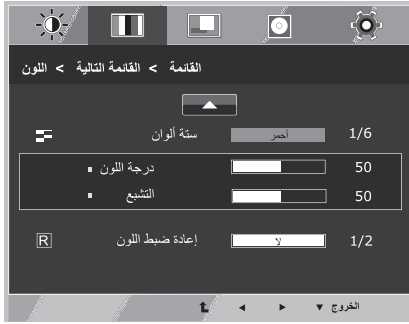 القائمة > القائمة التالية > اللون
ستة ألوان أحمر 1/6
درجة اللون 50
التشبع 50
R إعادة ضبط اللون لا 1/2
الخروج